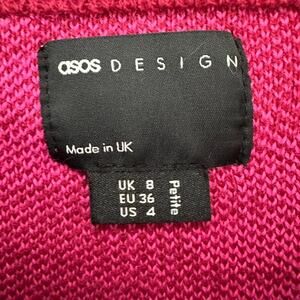 asos DESIGN
Made in UK
UK 8
EU 36
US 4
Petite